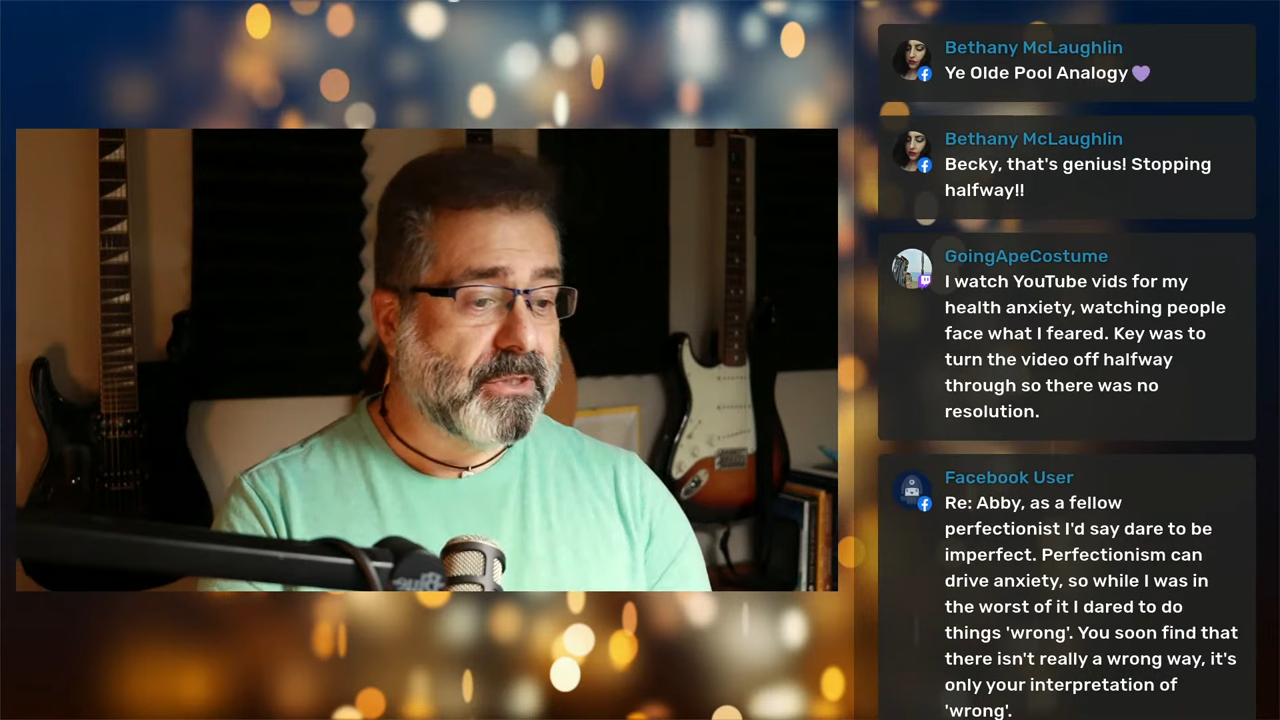 Bethany McLaughlin
Ye Olde Pool Analogy💜
Bethany McLaughlin
Becky, that's genius! Stopping
halfway!!
GoingApeCostume
I watch YouTube vids for my
health anxiety, watching people
face what I feared. Key was to
turn the video off halfway
through so there was no
resolution.
Facebook User
Re: Abby, as a fellow
perfectionist I'd say dare to be
imperfect. Perfectionism can
drive anxiety, so while I was in
the worst of it I dared to do
things 'wrong'. You soon find that
there isn't really a wrong way, it's
only your interpretation of
'wrong'.